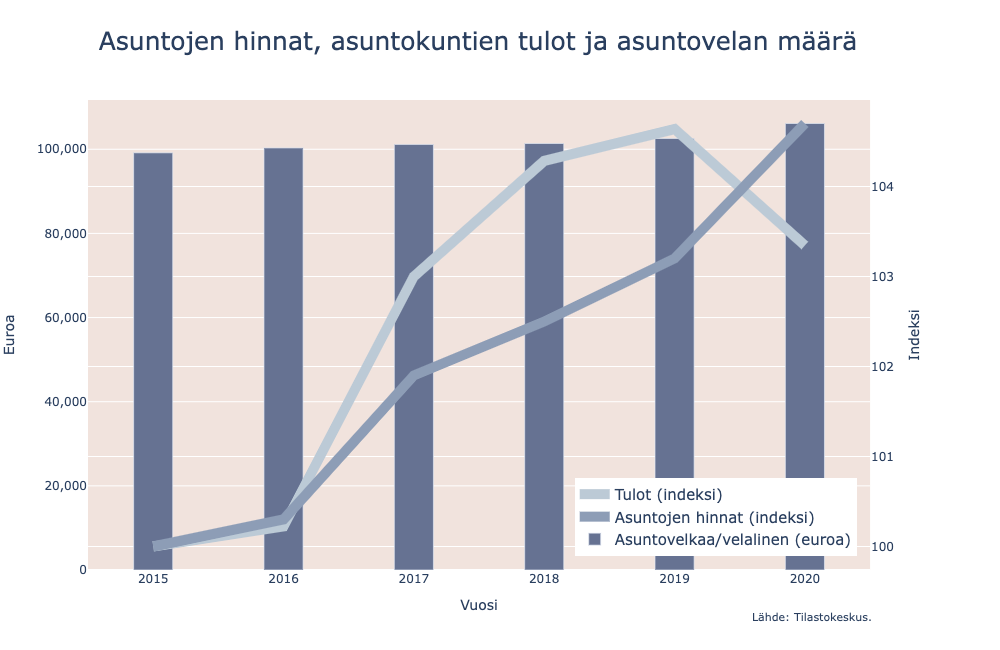 Asuntojen hinnat, asuntokuntien tulot ja asuntovelan määrä
100,000
80,000
60,000
40,000
20,000
0
Euroa
104
103
102
101
100
Indeksi
Tulot (indeksi)
Asuntojen hinnat (indeksi)
Asuntovelkaa/velalinen (euroa)
2015 2016 2017 2018 2019 2020
Vuosi
Lähde: Tilastokeskus.